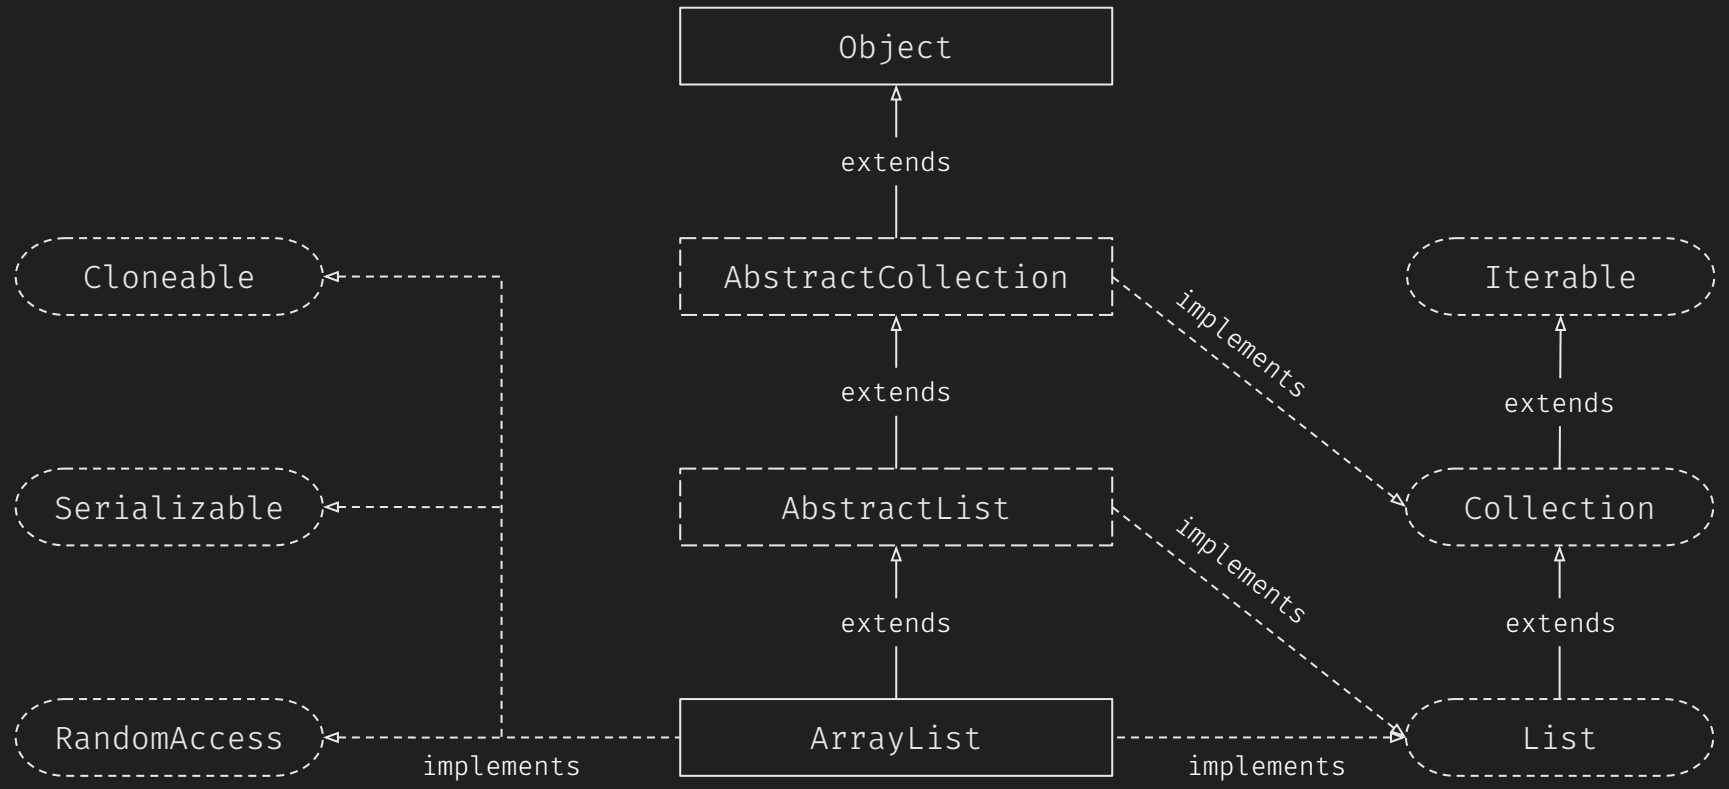 Object
extends
Cloneable
AbstractCollection
Iterable
implements
extends
extends
Serializable
AbstractList
Collection
implements
extends
extends
RandomAccess
ArrayList
List
implements
implements